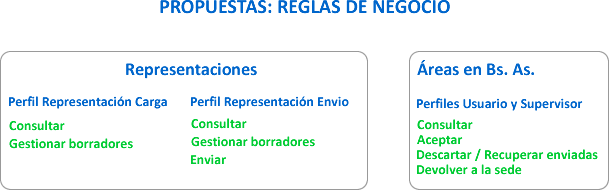 PROPUESTAS: REGLAS DE NEGOCIO
Representaciones
Perfil Representación Carga
Consultar
Gestionar borradores
Perfil Representación Envio
Consultar
Gestionar borradores
Enviar
Áreas en Bs. As.
Perfiles Usuario y Supervisor
Consultar
Aceptar
Descartar / Recuperar enviadas
Devolver a la sede